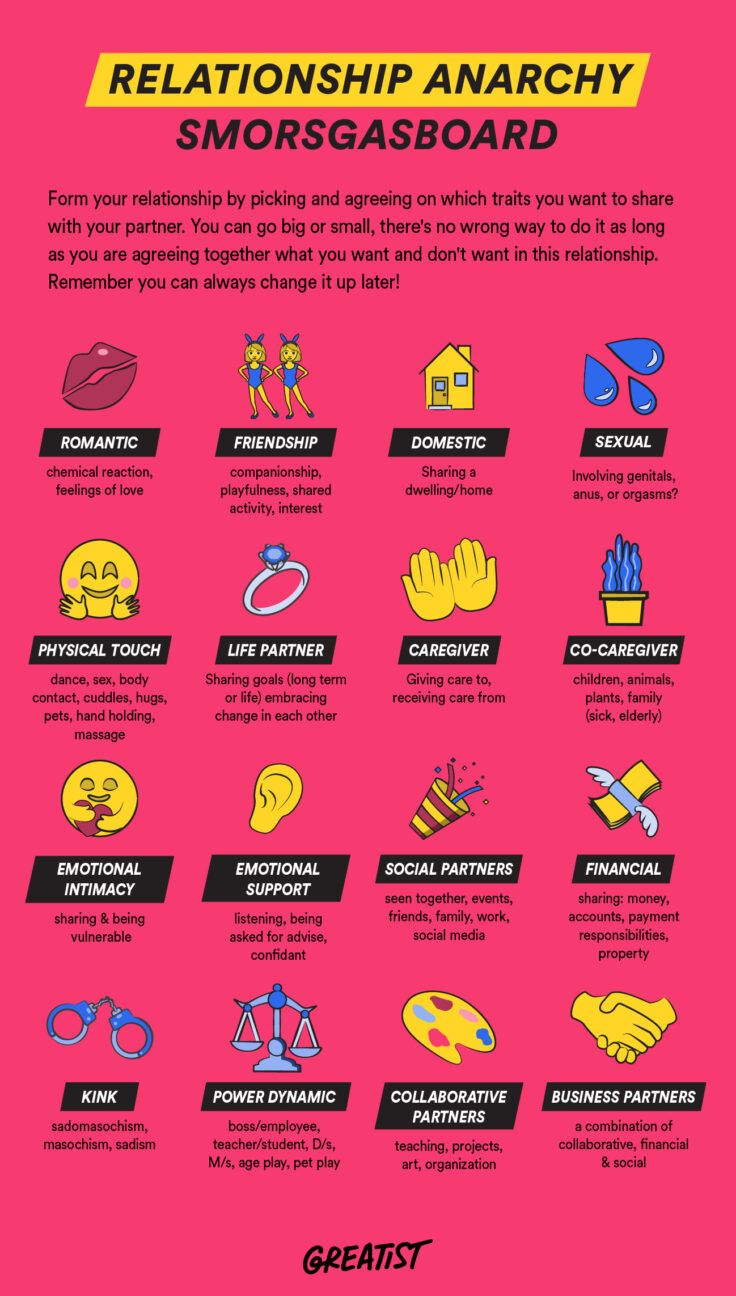 RELATIONSHIP ANARCHY
SMORSGASBOARD
Form your relationship by picking and agreeing on which traits you want to share
with your partner. You can go big or small, there's no wrong way to do it as long
as you are agreeing together what you want and don't want in this relationship.
Remember you can always change it up later!
ROMANTIC
chemical reaction,
feelings of love
FRIENDSHIP
companionship,
playfulness, shared
activity, interest
DOMESTIC
Sharing a
dwelling/home
SEXUAL
Involving genitals,
anus, or orgasms?
PHYSICAL TOUCH
dance, sex, body
contact, cuddles, hugs,
pets, hand holding,
massage
LIFE PARTNER
Sharing goals (long term
or life) embracing
change in each other
CAREGIVER
Giving care to,
receiving care from
CO-CAREGIVER
children, animals,
plants, family
(sick, elderly)
EMOTIONAL
INTIMACY
sharing & being
vulnerable
EMOTIONAL
SUPPORT
listening, being
asked for advise,
confidant
SOCIAL PARTNERS
seen together, events,
friends, family, work,
social media
FINANCIAL
sharing: money,
accounts, payment
responsibilities,
property
KINK
sadomasochism,
masochism, sadism
POWER DYNAMIC
boss/employee,
teacher/student, D/s,
M/s, age play, pet play
COLLABORATIVE
PARTNERS
teaching, projects,
art, organization
BUSINESS PARTNERS
a combination of
collaborative, financial
& social
GREATIST